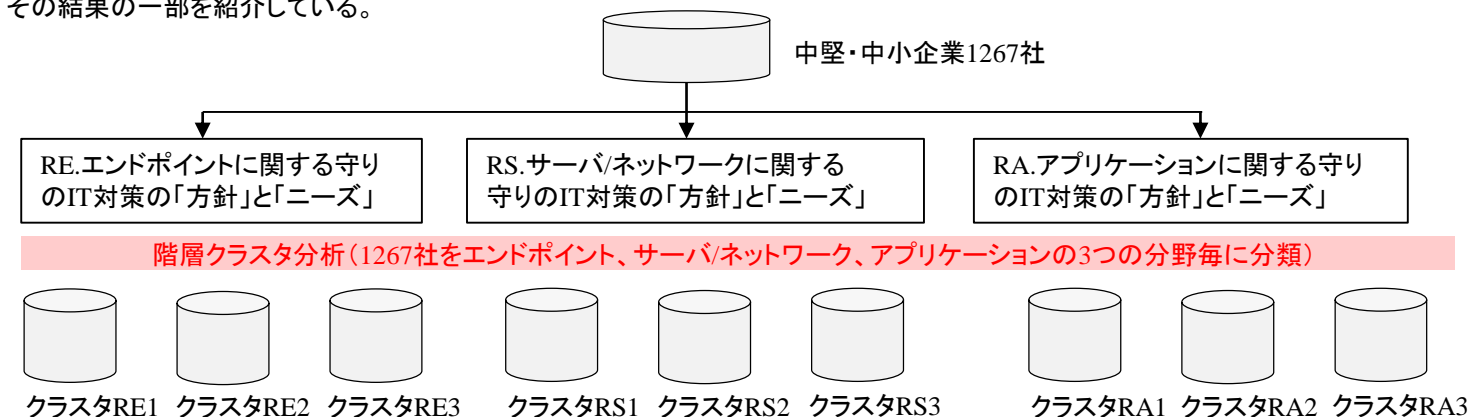 その結果の一部を紹介している。
中堅・中小企業1267社
RE.エンドポイントに関する守り
のIT対策の「方針」と「ニーズ」
RS.サーバ/ネットワークに関する
守りのIT対策の「方針」と「ニーズ」
RA.アプリケーションに関する守り
のIT対策の「方針」と「ニーズ」
階層クラスタ分析(1267社をエンドポイント、サーバ/ネットワーク、アプリケーションの3つの分野毎に分類)
クラスタRE1 クラスタRE2 クラスタRE3 クラスタRS1 クラスタRS2 クラスタRS3 クラスタRA1 クラスタRA2 クラスタRA3